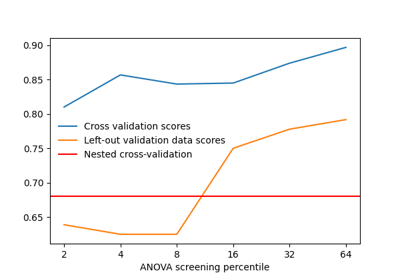 0.90
0.85
0.80
0.75
0.70
0.65
Cross validation scores
Left-out validation data scores
Nested cross-validation
2 4 8 16 32 64
ANOVA screening percentile